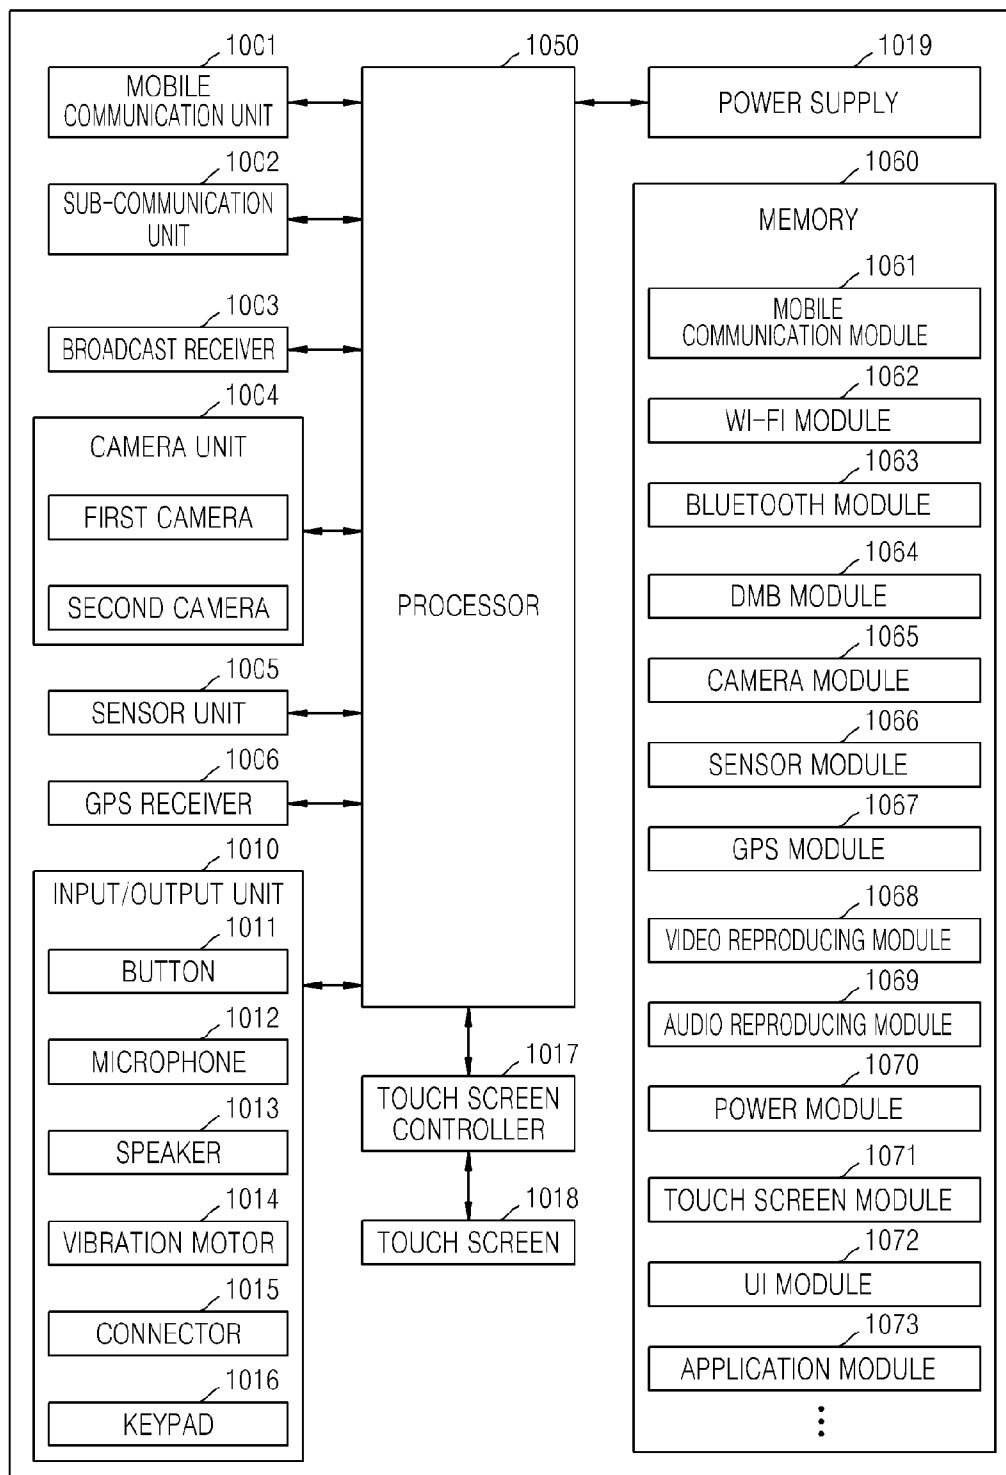 1001
MOBILE
COMMUNICATION UNIT
1002
SUB-COMMUNICATION
UNIT
1003
BROADCAST RECEIVER
1004
CAMERA UNIT
FIRST CAMERA
SECOND CAMERA
1005
SENSOR UNIT
1006
GPS RECEIVER
1010
INPUT/OUTPUT UNIT
1011
BUTTON
1012
MICROPHONE
1013
SPEAKER
1014
VIBRATION MOTOR
1015
CONNECTOR
1016
KEYPAD
1050
PROCESSOR
1017
TOUCH SCREEN
CONTROLLER
1018
TOUCH SCREEN
1019
POWER SUPPLY
1060
MEMORY
1061
MOBILE
COMMUNICATION MODULE
1062
WI-FI MODULE
1063
BLUETOOTH MODULE
1064
DMB MODULE
1065
CAMERA MODULE
1066
SENSOR MODULE
1067
GPS MODULE
1068
VIDEO REPRODUCING MODULE
1069
AUDIO REPRODUCING MODULE
1070
POWER MODULE
1071
TOUCH SCREEN MODULE
1072
UI MODULE
1073
APPLICATION MODULE